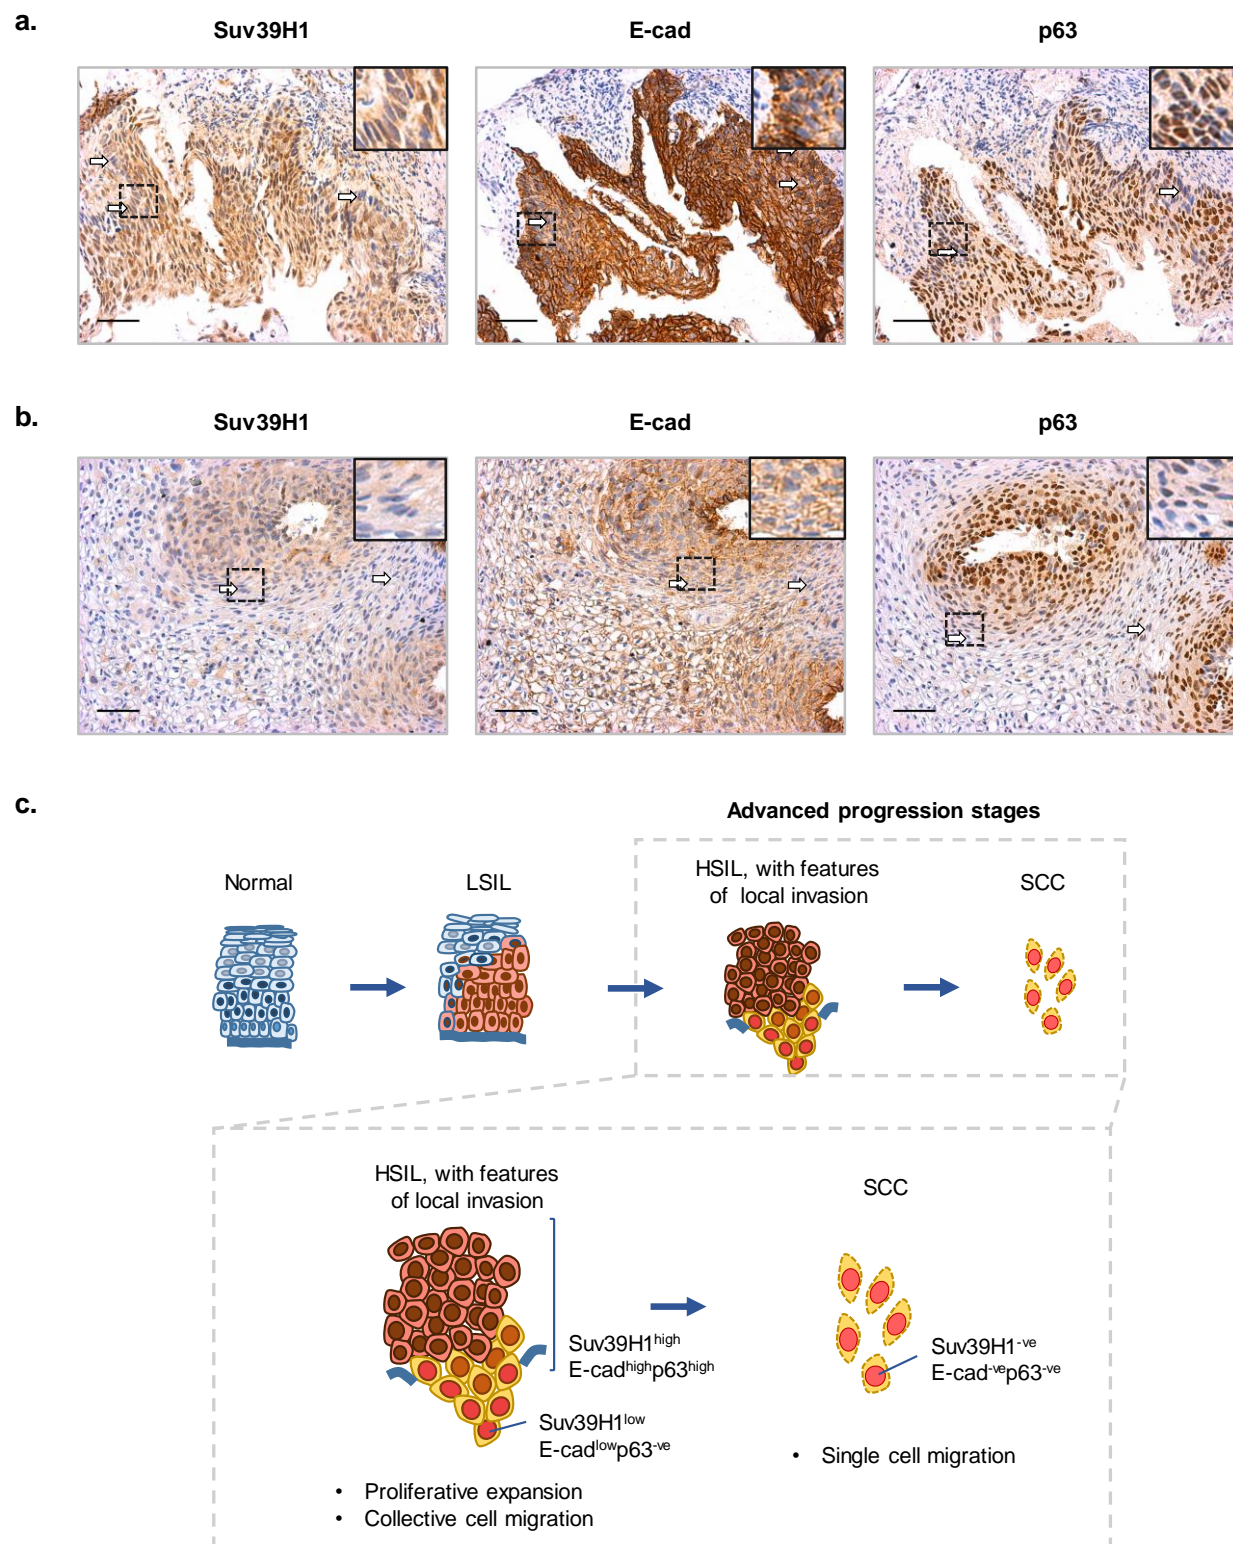 a.
Suv39H1
E-cad
p63
b.
Suv39H1
E-cad
p63
c.
Advanced progression stages
Normal
LSIL
HSIL, with features
of local invasion
SCC
HSIL, with features
of local invasion
SCC
Suv39H1high
E-cadhighp63high
Suv39H1low
E-cadlowp63-ve
Suv39H1-ve
E-cad-vep63-ve
• Single cell migration
• Proliferative expansion
• Collective cell migration